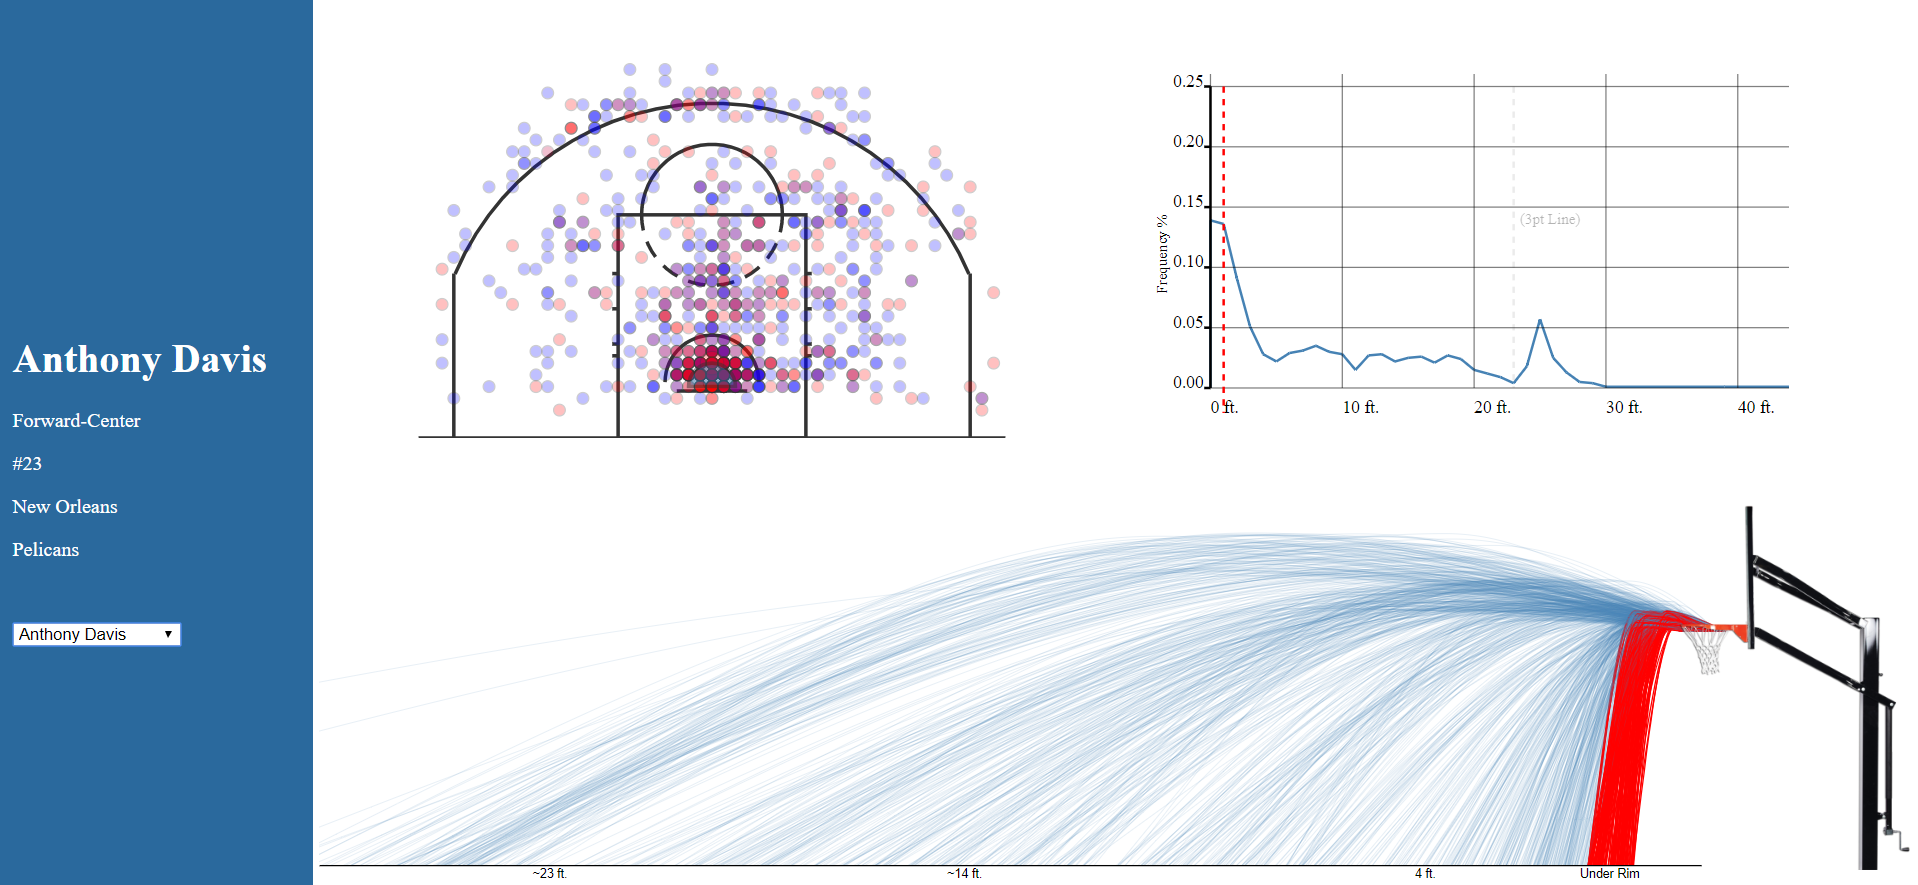 Anthony Davis
Forward-Center
#23
New Orleans
Pelicans
Anthony Davis
0.25
0.20
0.15
0.10
0.05
0.00
Frequency %
(3pt Line)
0 ft.
10 ft.
20 ft.
30 ft.
40 ft.
~23 ft.
~14 ft.
4 ft.
Under Rim